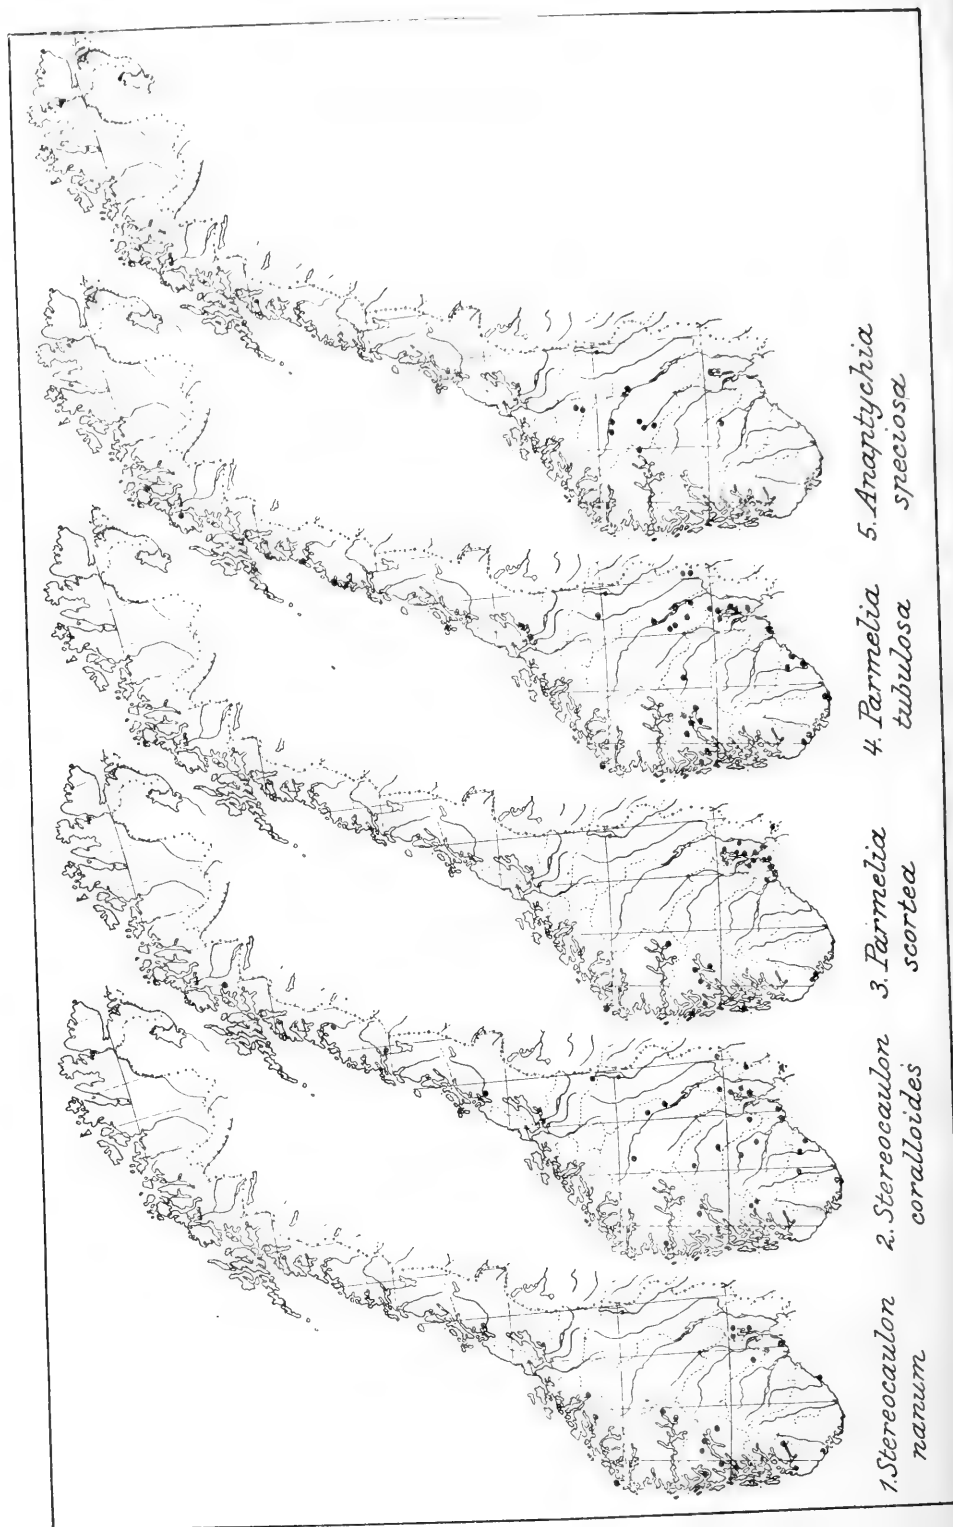 1. Stereocaulon
nanum
2. Stereocaulon
coralloides
3. Parmelia
scortea
4. Parmelia
tubulosa
5. Anaptychia
speciosa